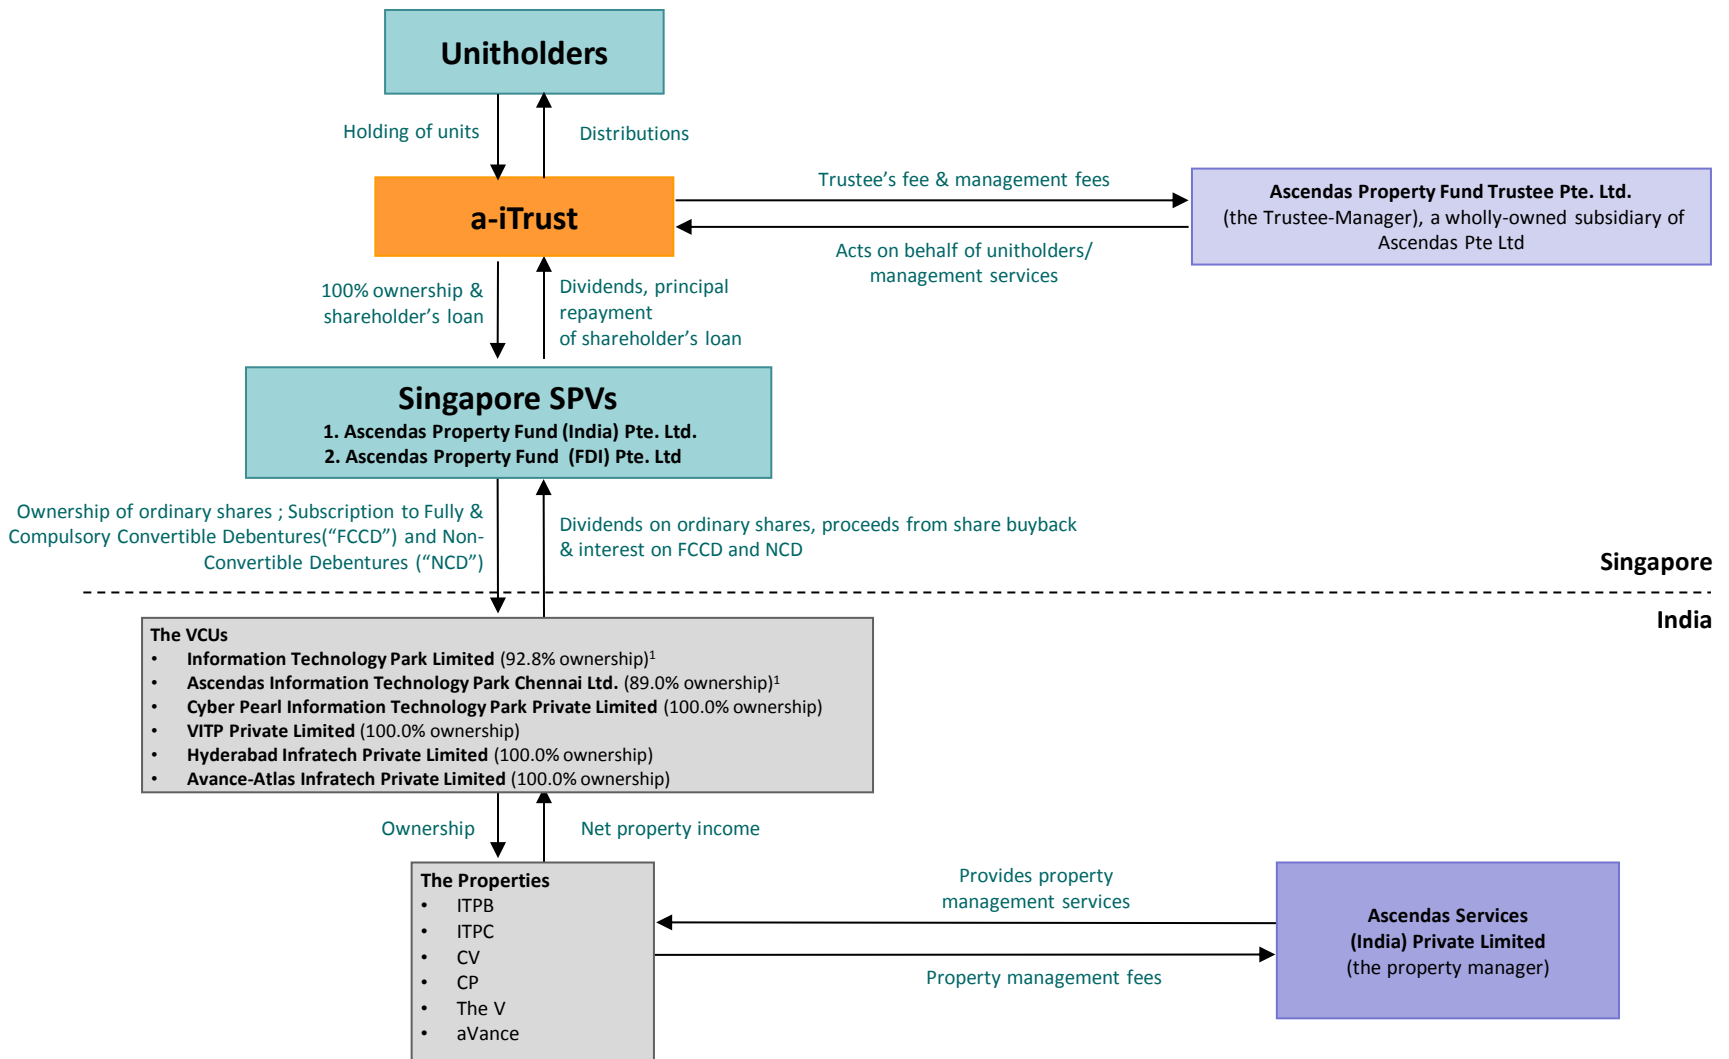 Unitholders
Holding of units
Distributions
a-iTrust
Trustee's fee & management fees
Acts on behalf of unitholders/
management services
Ascendas Property Fund Trustee Pte. Ltd.
(the Trustee-Manager), a wholly-owned subsidiary of
Ascendas Pte Ltd
100% ownership &
shareholder's loan
Dividends, principal
repayment
of shareholder's loan
Singapore SPVs
1. Ascendas Property Fund (India) Pte. Ltd.
2. Ascendas Property Fund (FDI) Pte. Ltd
Ownership of ordinary shares ; Subscription to Fully &
Compulsory Convertible Debentures("FCCD") and Non-
Convertible Debentures ("NCD")
Dividends on ordinary shares, proceeds from share buyback
& interest on FCCD and NCD
Singapore
India
The VCUs
• Information Technology Park Limited (92.8% ownership)¹
• Ascendas Information Technology Park Chennai Ltd. (89.0% ownership)¹
• Cyber Pearl Information Technology Park Private Limited (100.0% ownership)
• VITP Private Limited (100.0% ownership)
• Hyderabad Infratech Private Limited (100.0% ownership)
• Avance-Atlas Infratech Private Limited (100.0% ownership)
Ownership
Net property income
The Properties
• ITPB
• ITPC
• CV
• CP
• The V
• aVance
Provides property
management services
Property management fees
Ascendas Services
(India) Private Limited
(the property manager)